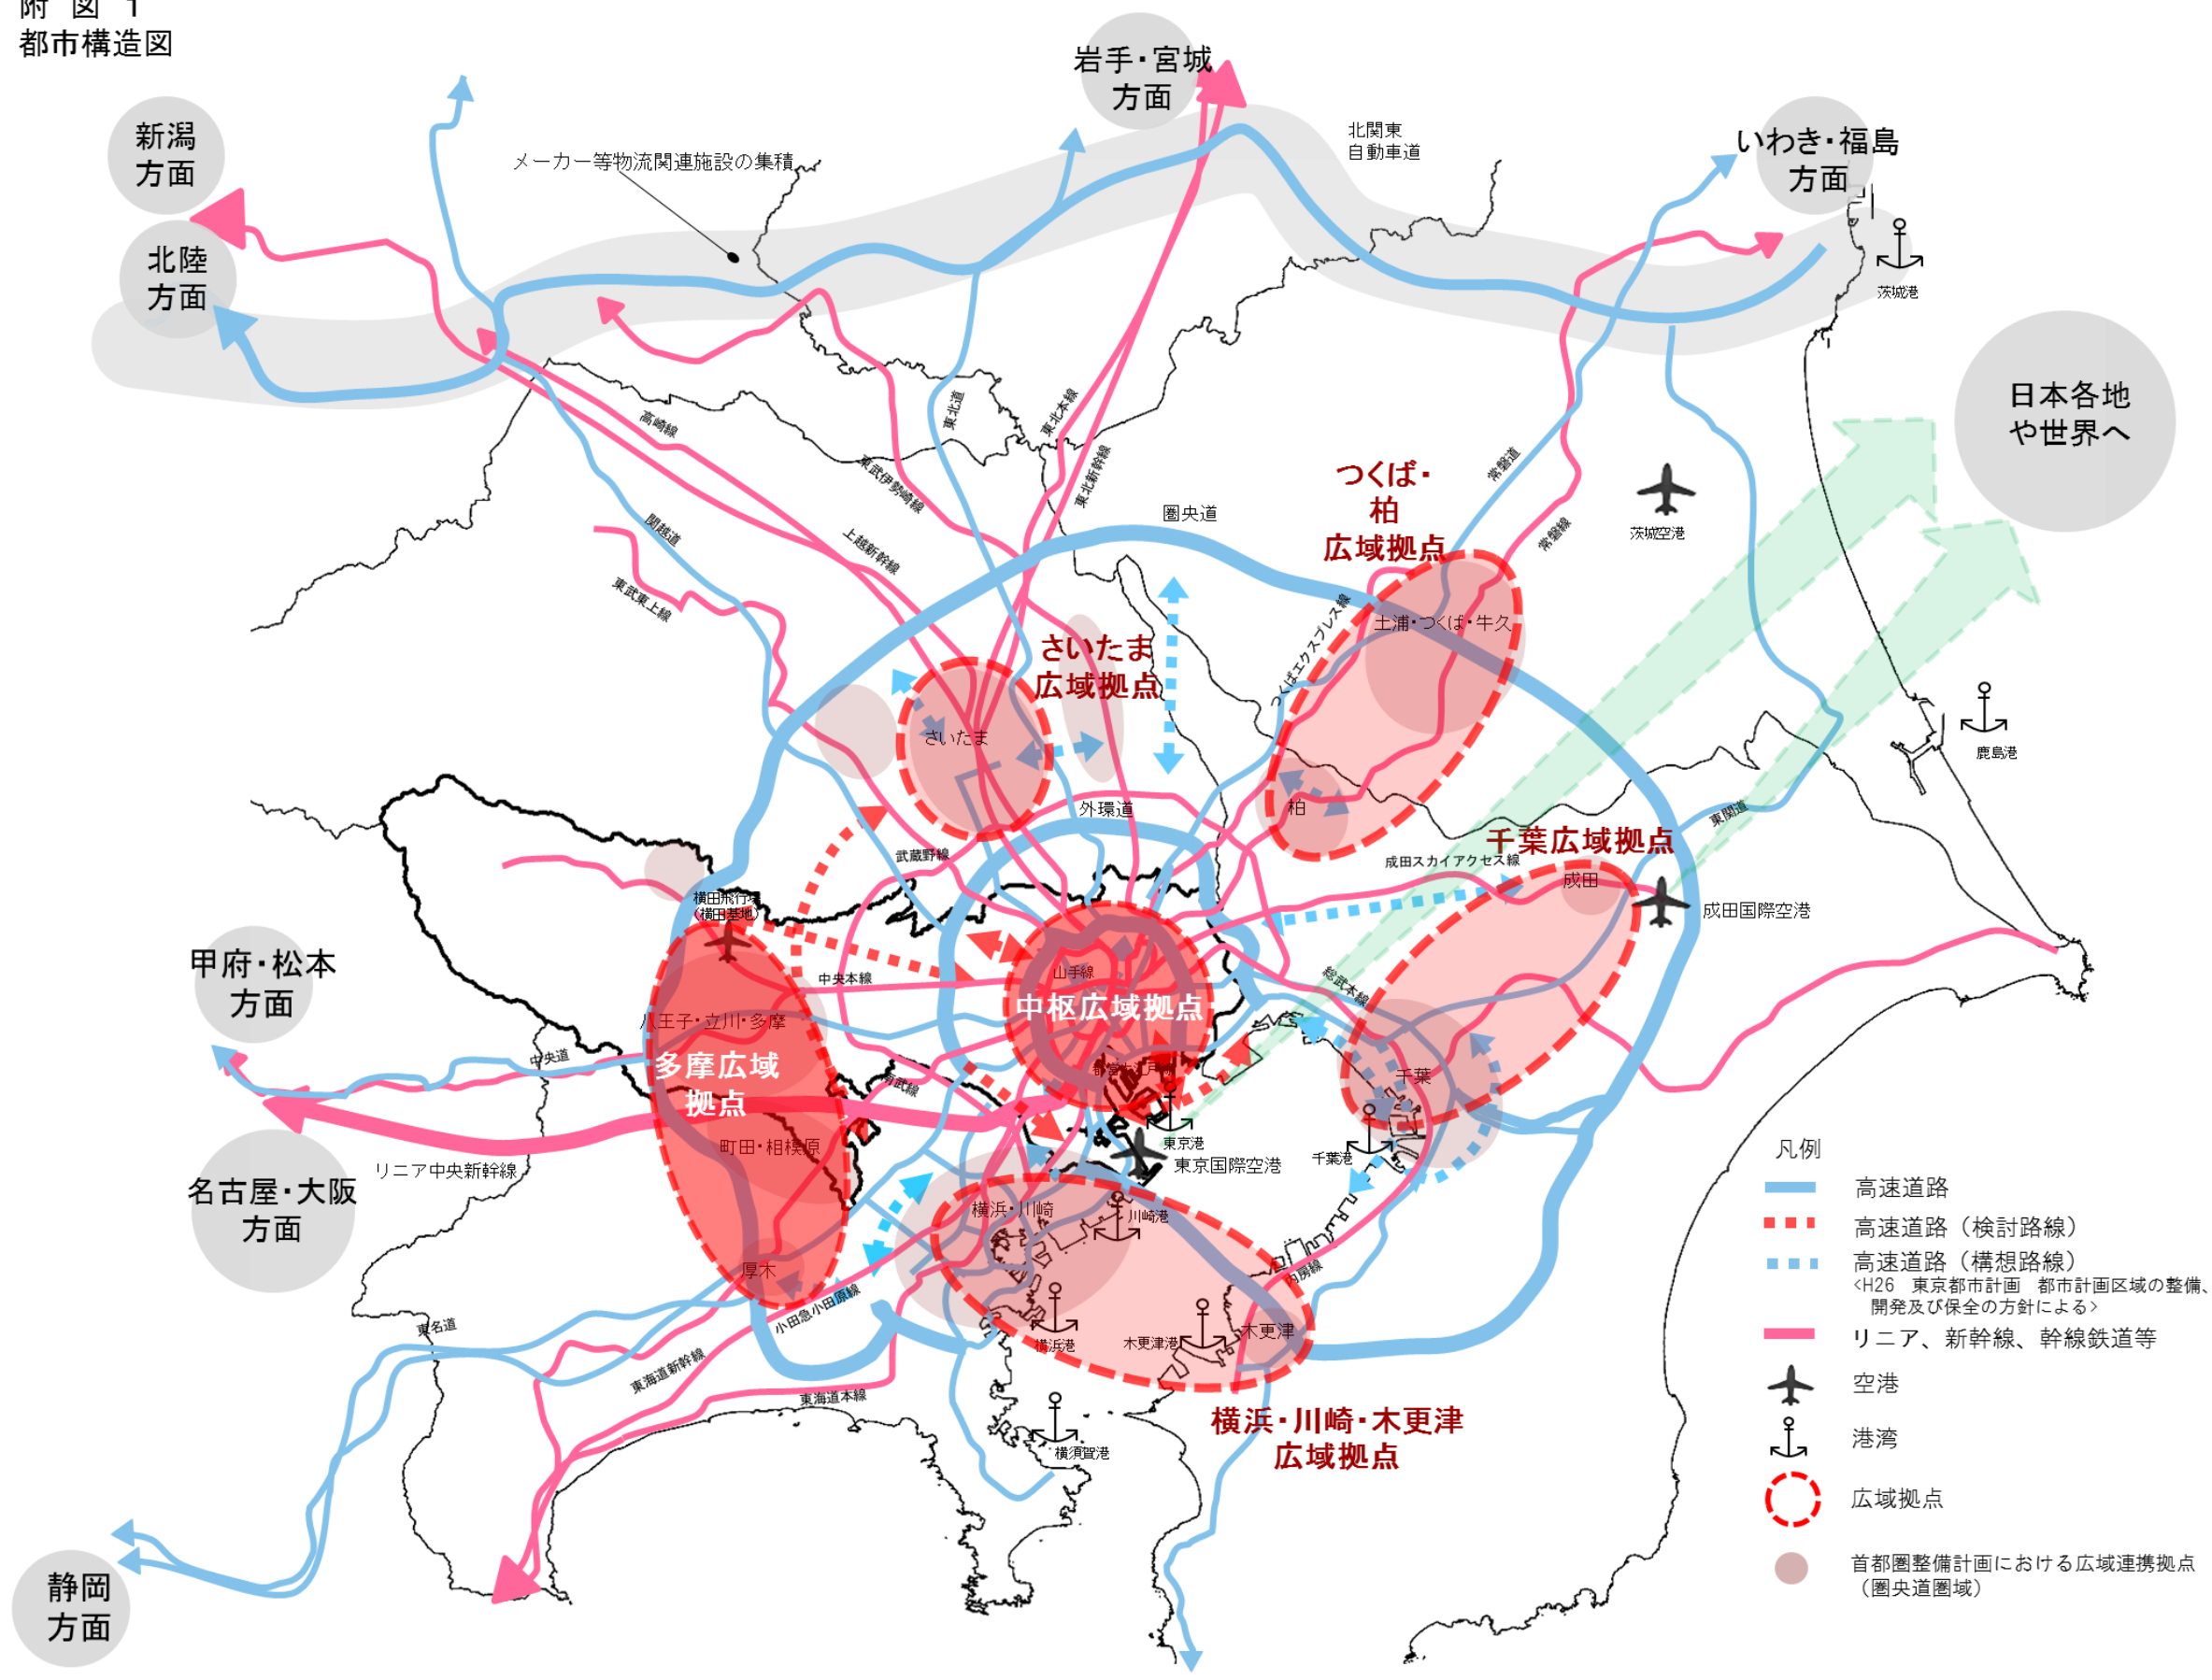 附 図 1
都市構造図
岩手・宮城
方面
新潟
方面
北陸
方面
いわき・福島
方面
メーカー等物流関連施設の集積
北関東
自動車道
茨城港
日本各地
や世界へ
高崎線
東北道
東北本線
東武伊勢崎線
東北新幹線
つくば・
柏
広域拠点
常磐道
常磐線
茨城空港
圏央道
関越道
上越新幹線
東武東上線
つくばエクスプレス線
土浦・つくば・牛久
さいたま
広域拠点
さいたま
鹿島港
柏
外環道
東関道
千葉広域拠点
武蔵野線
成田スカイアクセス線
成田
成田国際空港
横田飛行場
（横田基地）
甲府・松本
方面
中央本線
山手線
総武本線
中枢広域拠点
八王子・立川・多摩
多摩広域
拠点
中央道
南武線
千葉
東京港
千葉港
東京国際空港
町田・相模原
リニア中央新幹線
名古屋・大阪
方面
横浜・川崎
川崎港
厚木
内房線
小田急小田原線
東名道
横浜港
木更津港
木更津
東海道新幹線
東海道本線
横須賀港
横浜・川崎・木更津
広域拠点
静岡
方面
凡例
高速道路
高速道路（検討路線）
高速道路（構想路線）
<H26 東京都市計画 都市計画区域の整備、
開発及び保全の方針による>
リニア、新幹線、幹線鉄道等
空港
港湾
広域拠点
首都圏整備計画における広域連携拠点
（圏央道圏域）